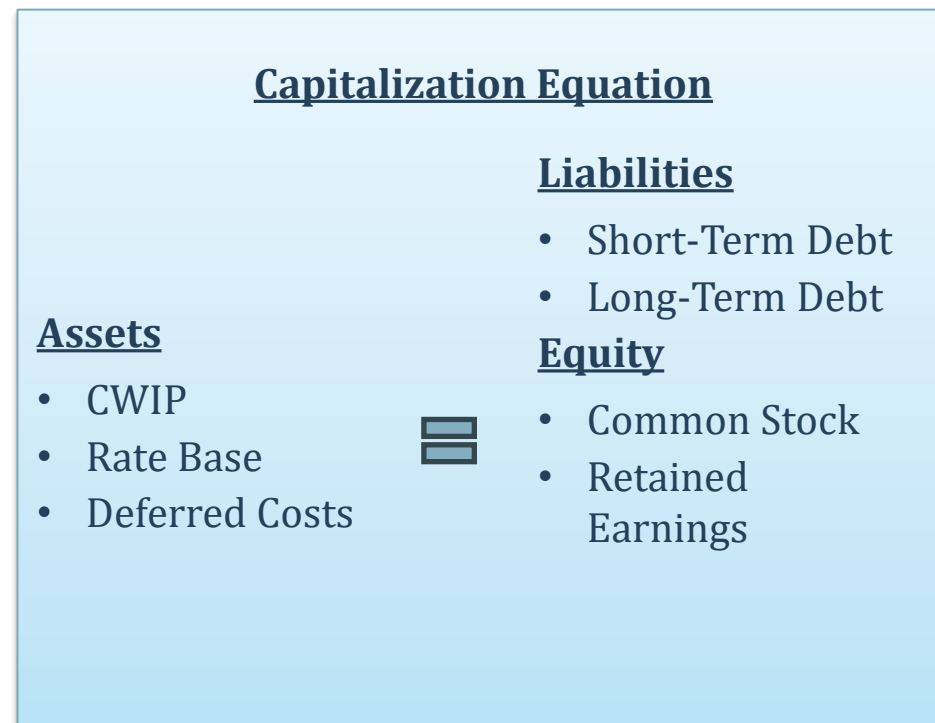 Capitalization Equation
Assets
• CWIP
• Rate Base
• Deferred Costs
Liabilities
• Short-Term Debt
• Long-Term Debt
Equity
• Common Stock
• Retained
Earnings